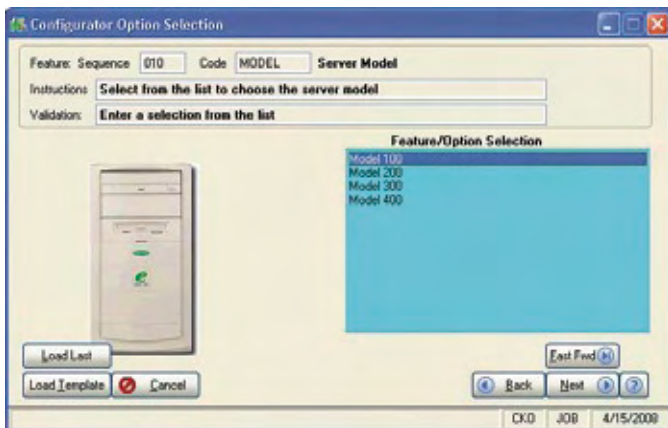 Configurator Option Selection
Feature: Sequence 010 Code MODEL Server Model
Instructions Select from the list to choose the server model
Validation: Enter a selection from the list
Feature/Option Selection
Model 100
Model 200
Model 300
Model 400
Load Last
Fast Fwd
Load Template Cancel Back Next ?
CKO JOB 4/15/2008